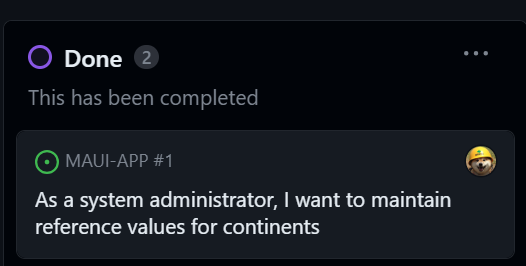 Done 2
This has been completed
MAUI-APP #1
As a system administrator, I want to maintain
reference values for continents